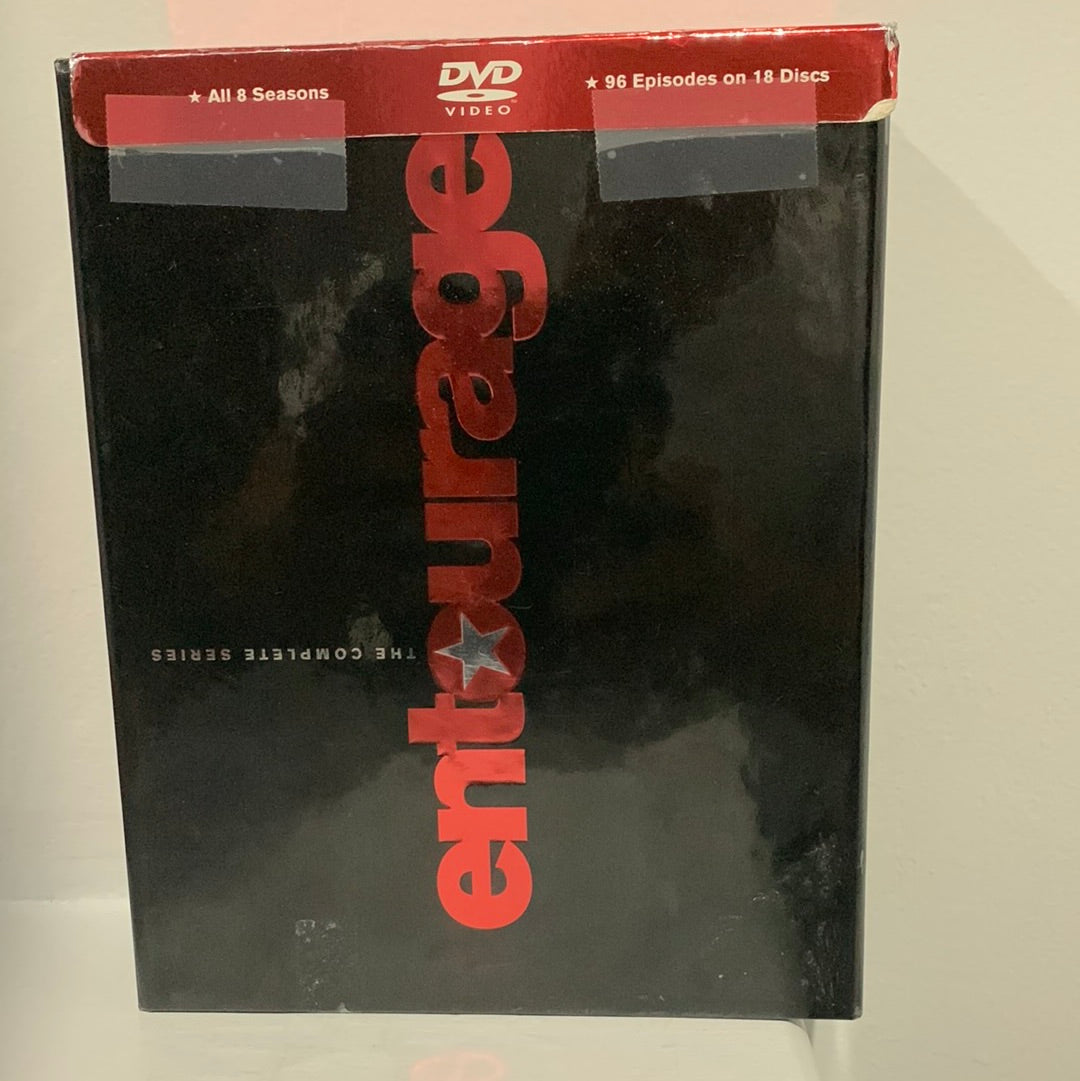 ★ All 8 Seasons
DVD
VIDEO
★ 96 Episodes on 18 Discs
entourage
THE COMPLETE SERIES